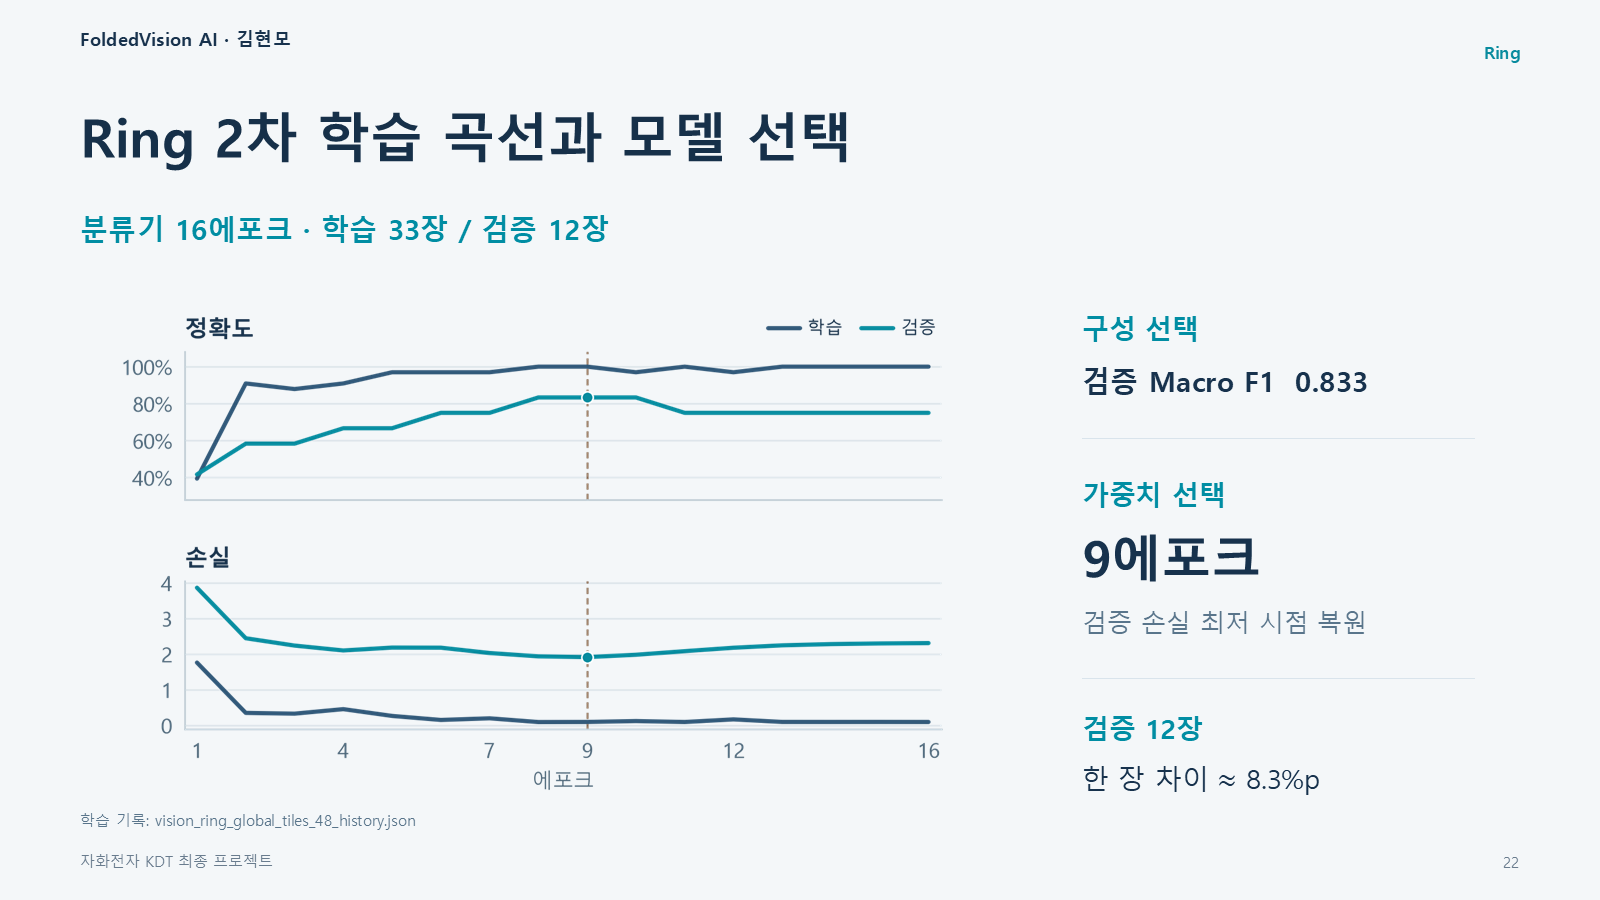 FoldedVision AI · 김현모
Ring
Ring 2차 학습 곡선과 모델 선택
분류기 16에포크 · 학습 33장 / 검증 12장
정확도
학습
검증
100%
80%
60%
40%
손실
4
3
2
1
0
1 4 7 9 12 16
에포크
구성 선택
검증 Macro F1 0.833
가중치 선택
9에포크
검증 손실 최저 시점 복원
검증 12장
한 장 차이 ≈ 8.3%p
학습 기록: vision_ring_global_tiles_48_history.json
자화전자 KDT 최종 프로젝트
22